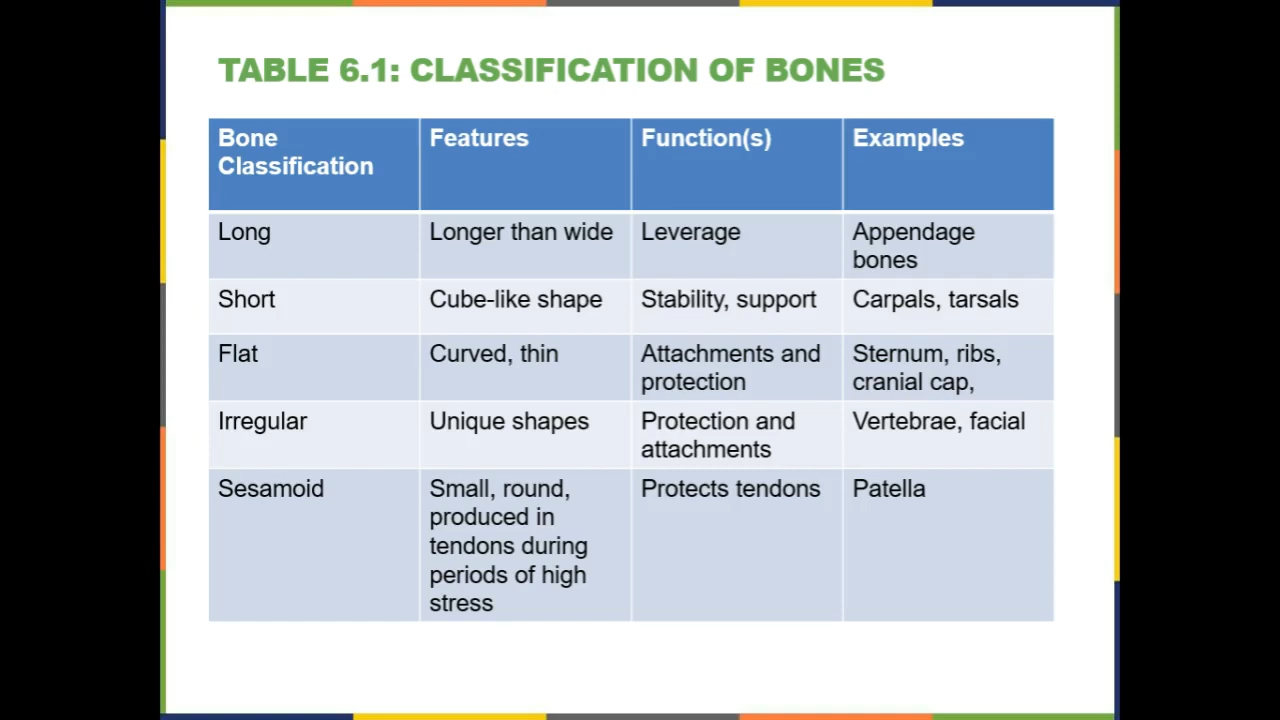 TABLE 6.1: CLASSIFICATION OF BONES
Bone Classification | Features | Function(s) | Examples
Long | Longer than wide | Leverage | Appendage bones
Short | Cube-like shape | Stability, support | Carpals, tarsals
Flat | Curved, thin | Attachments and protection | Sternum, ribs, cranial cap,
Irregular | Unique shapes | Protection and attachments | Vertebrae, facial
Sesamoid | Small, round, produced in tendons during periods of high stress | Protects tendons | Patella